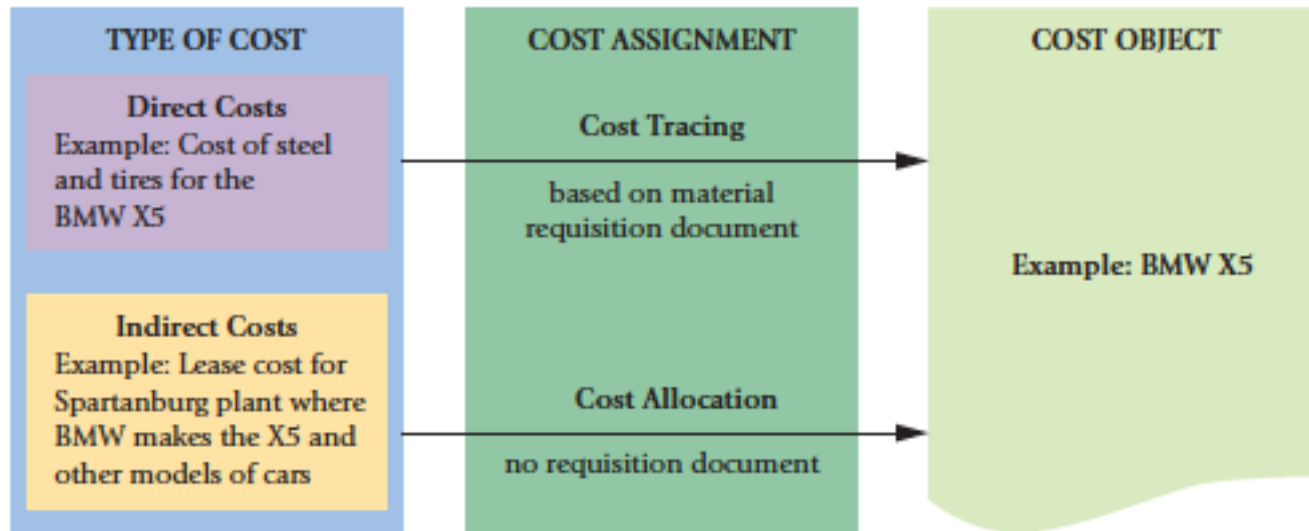 TYPE OF COST
Direct Costs
Example: Cost of steel
and tires for the
BMW X5
Indirect Costs
Example: Lease cost for
Spartanburg plant where
BMW makes the X5 and
other models of cars
COST ASSIGNMENT
Cost Tracing
based on material
requisition document
Cost Allocation
no requisition document
COST OBJECT
Example: BMW X5